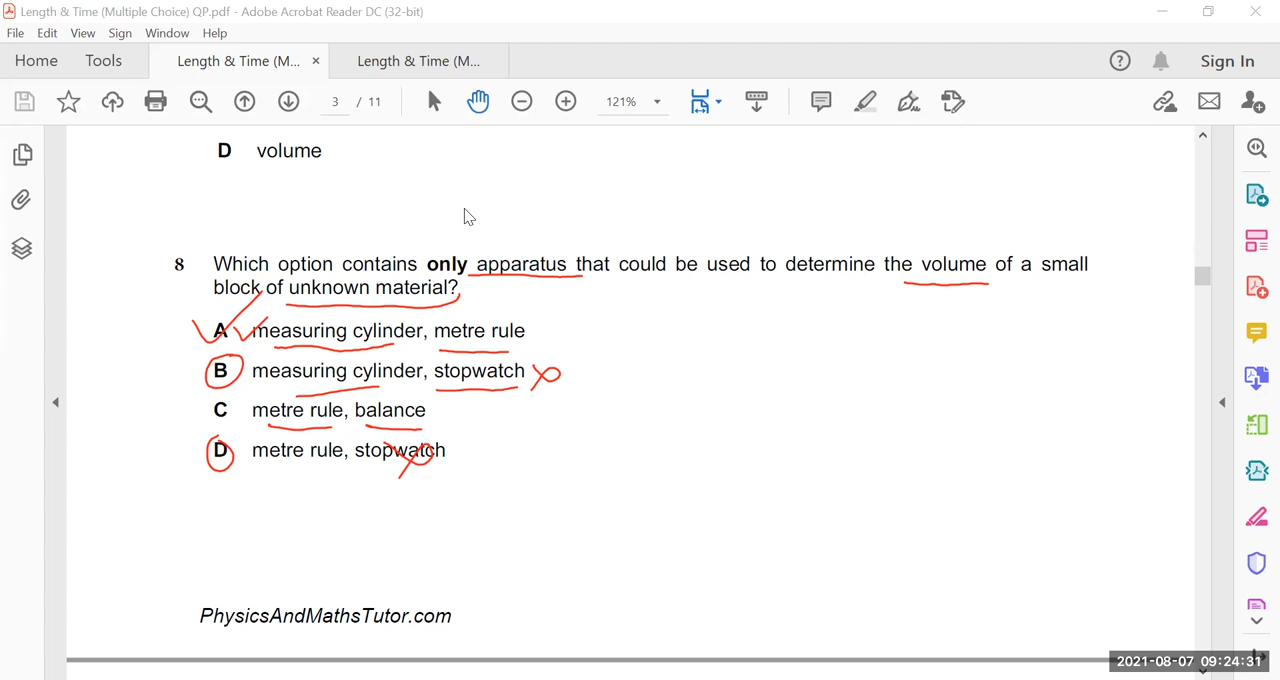 Length & Time (Multiple Choice) QP.pdf - Adobe Acrobat Reader DC (32-bit)
File Edit View Sign Window Help
Home Tools Length & Time (M... × Length & Time (M... Sign In
3 / 11 121%
D volume
8 Which option contains only apparatus that could be used to determine the volume of a small
block of unknown material?
A measuring cylinder, metre rule
B measuring cylinder, stopwatch
C metre rule, balance
D metre rule, stopwatch
PhysicsAndMathsTutor.com
2021-08-07 09:24:31